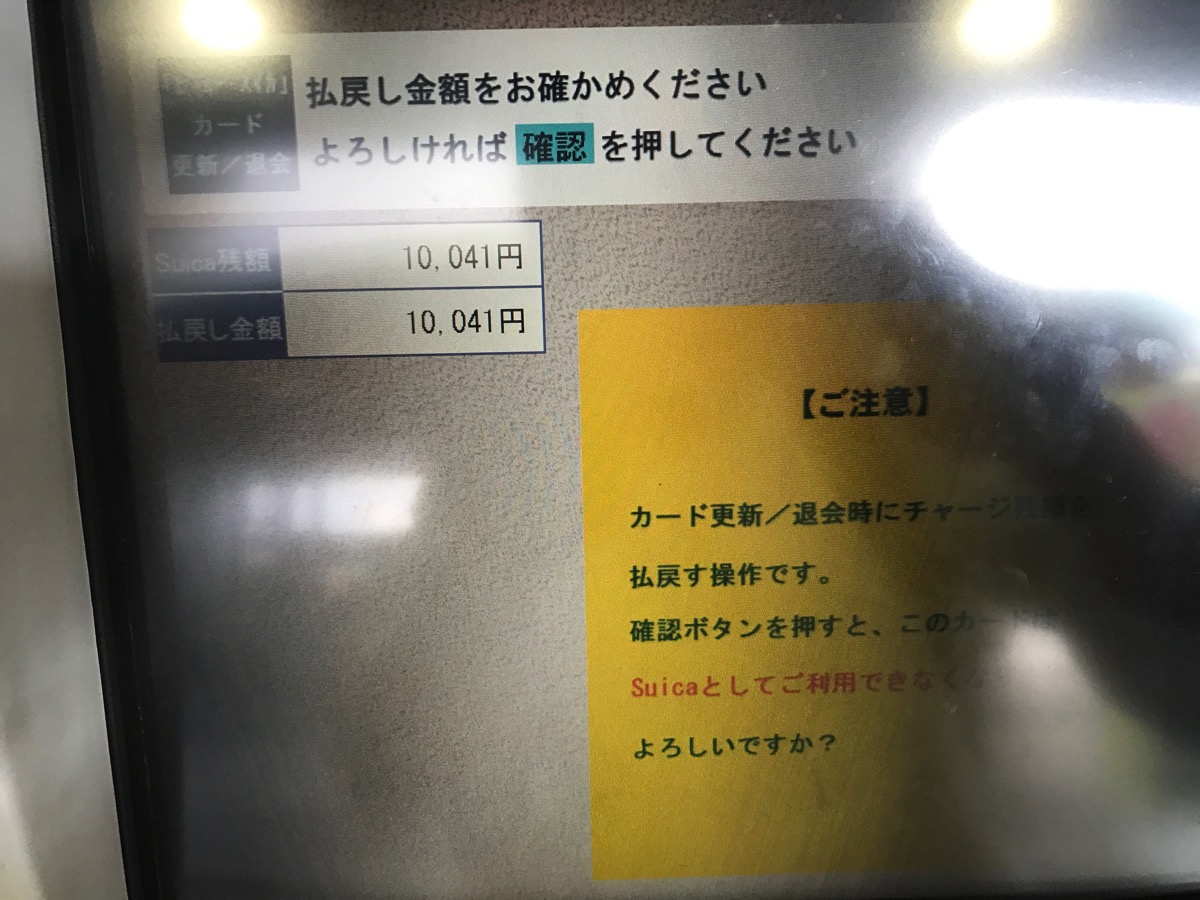 カード
更新／退会
払戻し金額をお確かめください
よろしければ 確認 を押してください
Suica残額 10,041円
払戻し金額 10,041円
【ご注意】
カード更新／退会時にチャージ残額を
払戻す操作です。
確認ボタンを押すと、このカードは
Suicaとしてご利用できなくな
よろしいですか？